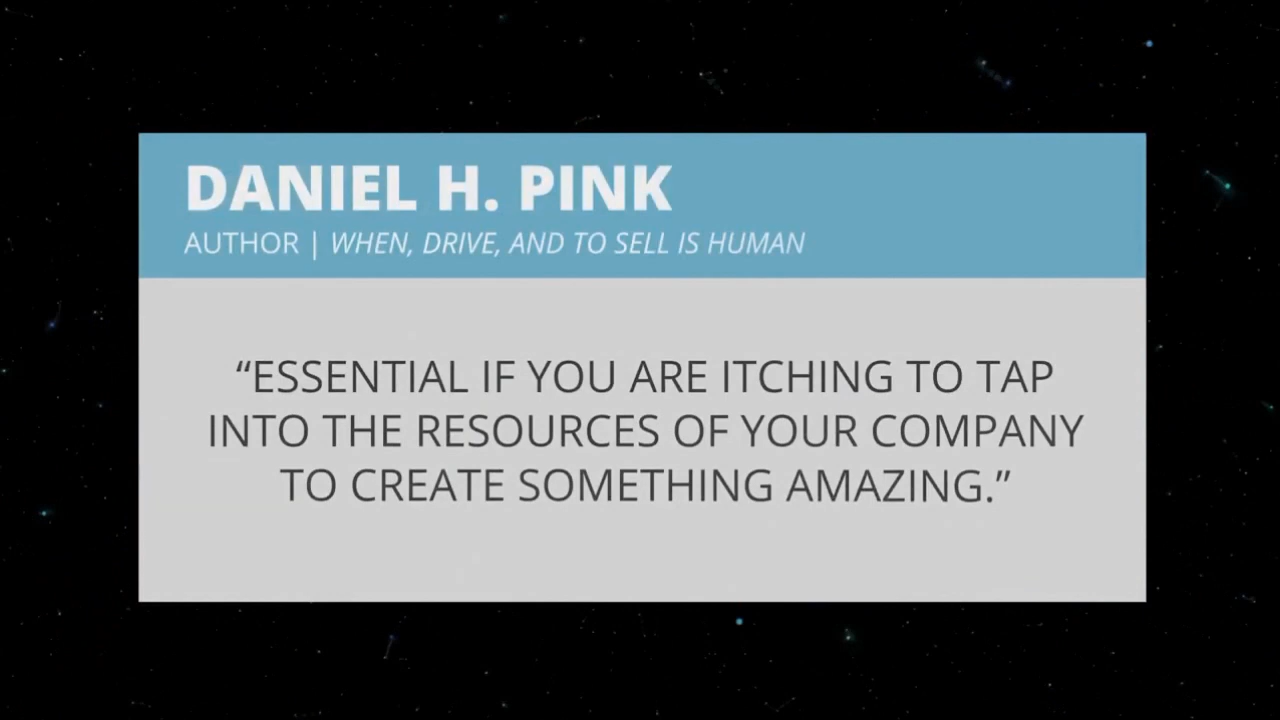 DANIEL H. PINK
AUTHOR | WHEN, DRIVE, AND TO SELL IS HUMAN
“ESSENTIAL IF YOU ARE ITCHING TO TAP
INTO THE RESOURCES OF YOUR COMPANY
TO CREATE SOMETHING AMAZING.”